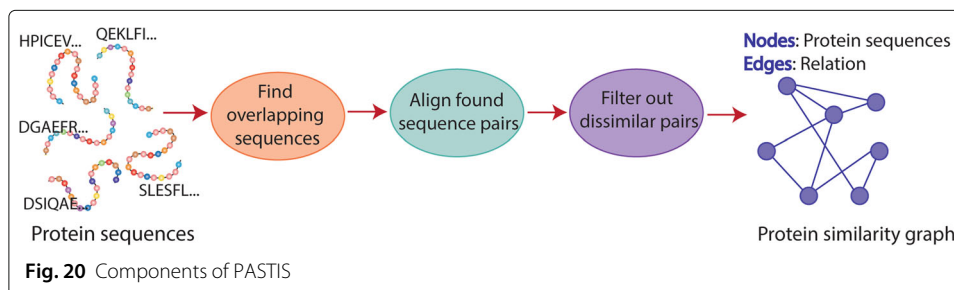 HPICEV...
QEKLFI...
DGAEFR...
SLESFL...
DSIQAE...
Protein sequences
Find
overlapping
sequences
Align found
sequence pairs
Filter out
dissimilar pairs
Nodes: Protein sequences
Edges: Relation
Protein similarity graph
Fig. 20 Components of PASTIS